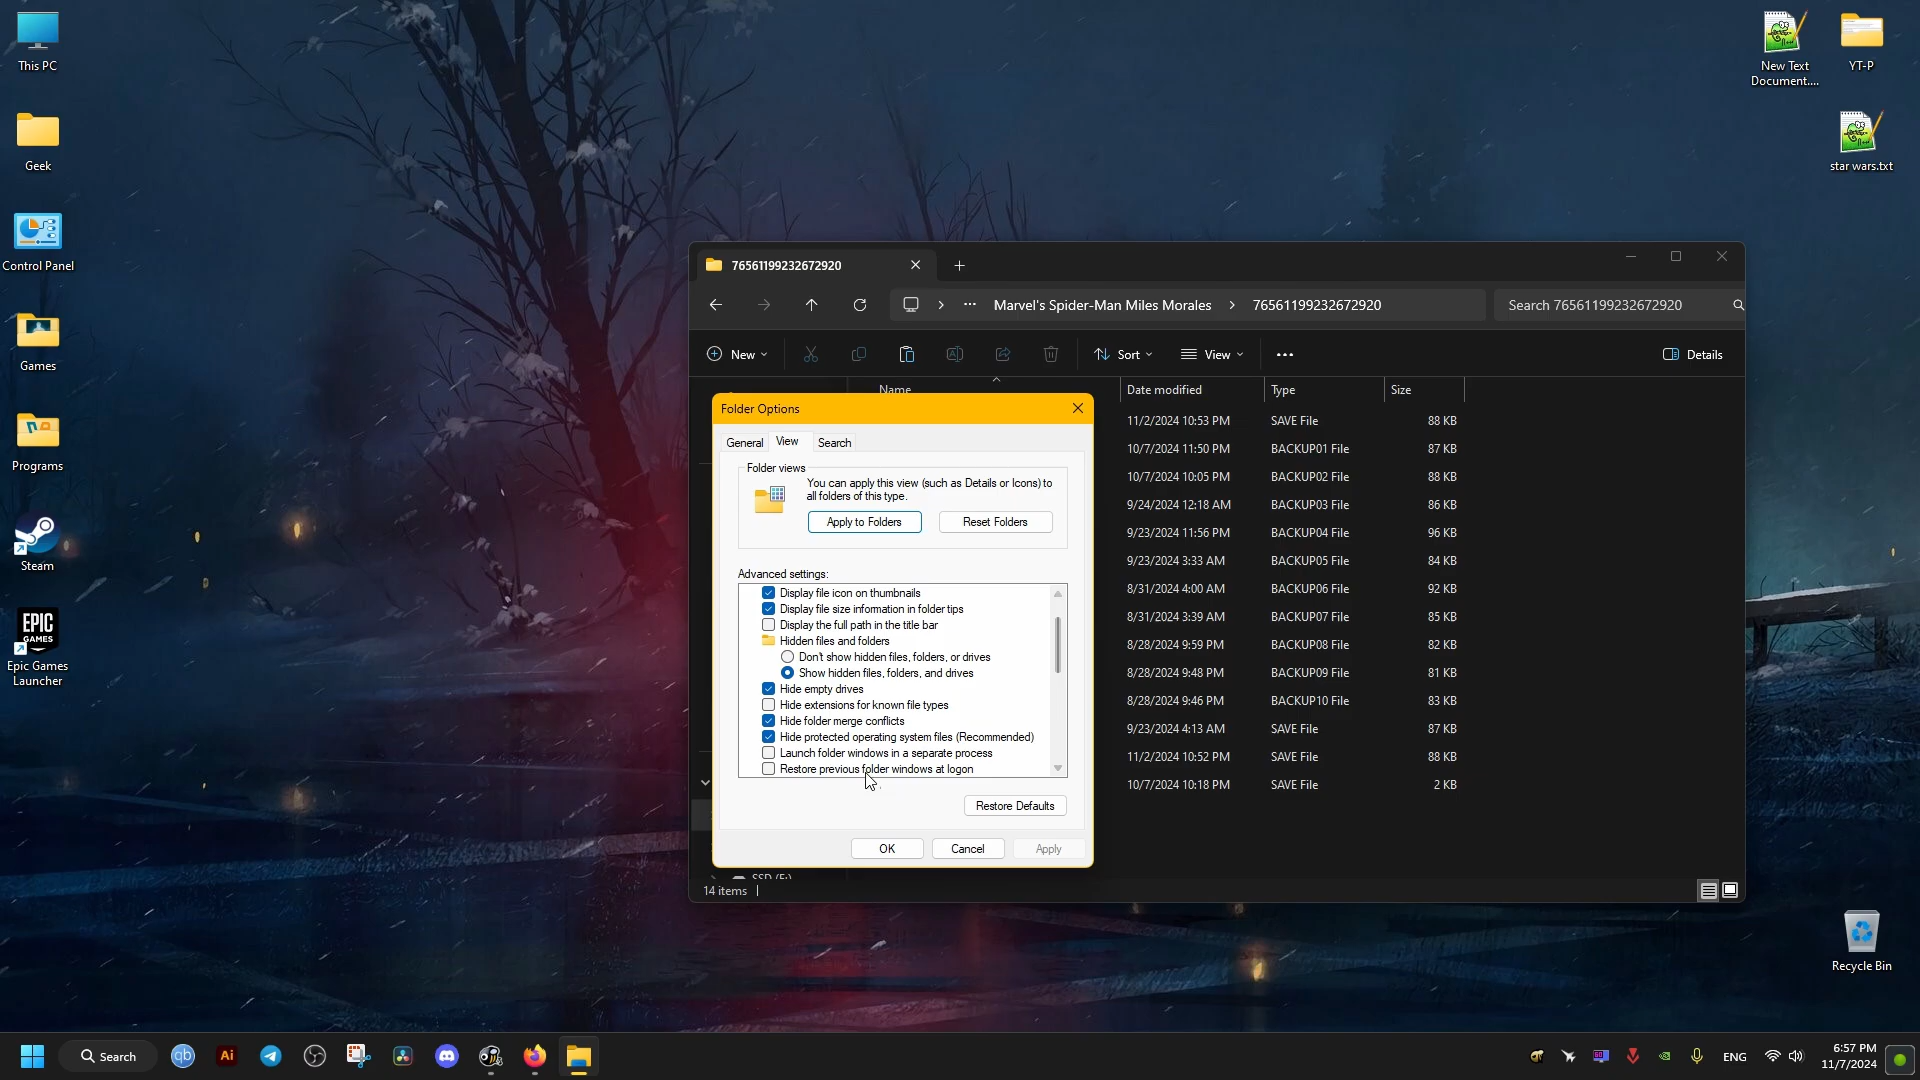 This PC
Geek
Control Panel
Games
Programs
Steam
EPIC
GAMES
Epic Games
Launcher
New Text
Document....
YT-P
star wars.txt
Recycle Bin
76561199232672920
Marvel's Spider-Man Miles Morales
76561199232672920
Search 76561199232672920
New
Sort
View
Details
Name
Date modified
Type
Size
11/2/2024 10:53 PM SAVE File 88 KB
10/7/2024 11:50 PM BACKUP01 File 87 KB
10/7/2024 10:05 PM BACKUP02 File 88 KB
9/24/2024 12:18 AM BACKUP03 File 86 KB
9/23/2024 11:56 PM BACKUP04 File 96 KB
9/23/2024 3:33 AM BACKUP05 File 84 KB
8/31/2024 4:00 AM BACKUP06 File 92 KB
8/31/2024 3:39 AM BACKUP07 File 85 KB
8/28/2024 9:59 PM BACKUP08 File 82 KB
8/28/2024 9:48 PM BACKUP09 File 81 KB
8/28/2024 9:46 PM BACKUP10 File 83 KB
9/23/2024 4:13 AM SAVE File 87 KB
11/2/2024 10:52 PM SAVE File 88 KB
10/7/2024 10:18 PM SAVE File 2 KB
14 items
Folder Options
General
View
Search
Folder views
You can apply this view (such as Details or Icons) to
all folders of this type.
Apply to Folders
Reset Folders
Advanced settings:
Display file icon on thumbnails
Display file size information in folder tips
Display the full path in the title bar
Hidden files and folders
Don't show hidden files, folders, or drives
Show hidden files, folders, and drives
Hide empty drives
Hide extensions for known file types
Hide folder merge conflicts
Hide protected operating system files (Recommended)
Launch folder windows in a separate process
Restore previous folder windows at logon
Restore Defaults
OK
Cancel
Apply
Search
qb
Ai
ENG
6:57 PM
11/7/2024